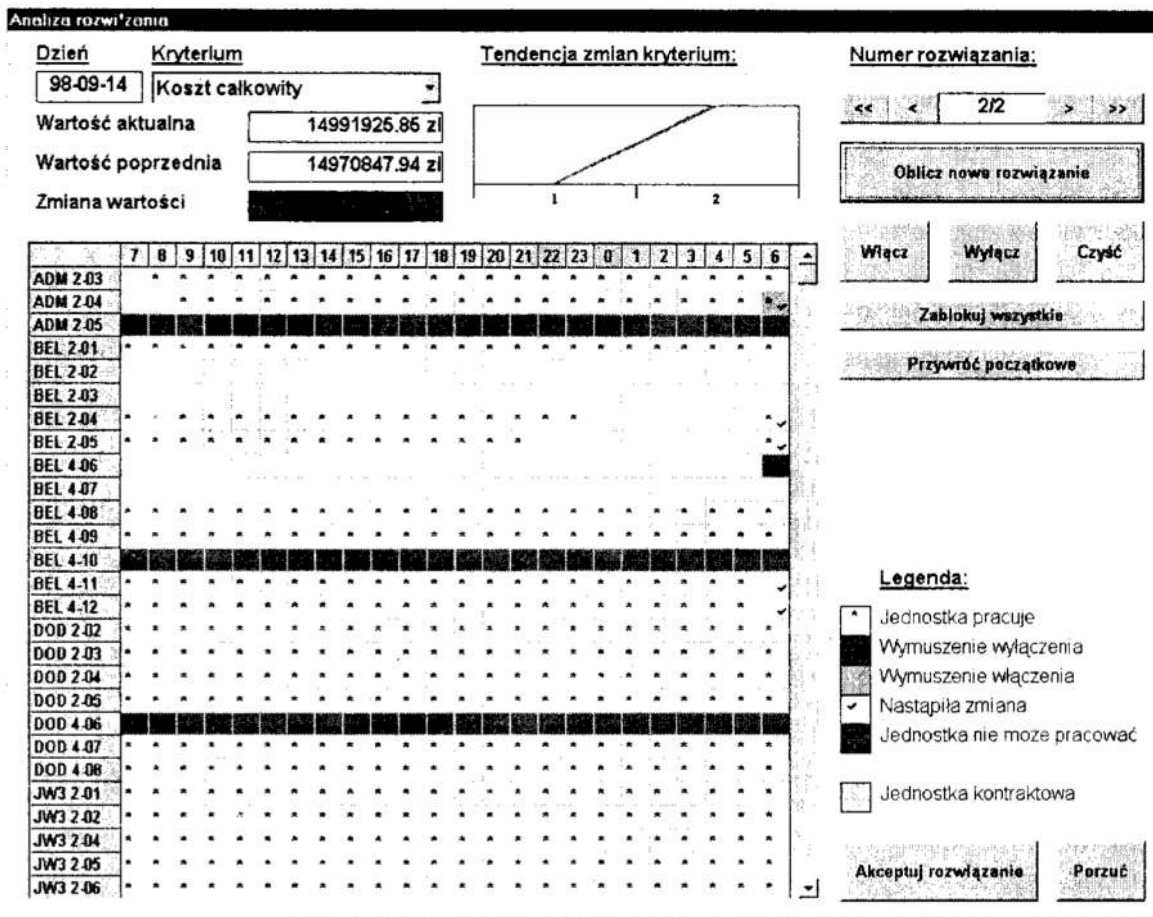 Analiza rozwi'zania
Dzień Kryterium Tendencja zmian kryterium: Numer rozwiązania:
98-09-14 Koszt całkowity << < 2/2 > >>
Wartość aktualna 14991925.85 zł
Wartość poprzednia 14970847.94 zł
Zmiana wartości
1 2
Oblicz nowe rozwiązanie
Włącz Wyłącz Czyść
Zablokuj wszystkie
Przywróć początkowe
7 8 9 10 11 12 13 14 15 16 17 18 19 20 21 22 23 0 1 2 3 4 5 6
ADM 2-03
ADM 2-04
ADM 2-05
BEL 2-01
BEL 2-02
BEL 2-03
BEL 2-04
BEL 2-05
BEL 4-06
BEL 4-07
BEL 4-08
BEL 4-09
BEL 4-10
BEL 4-11
BEL 4-12
DOD 2-02
DOD 2-03
DOD 2-04
DOD 2-05
DOD 4-06
DOD 4-07
DOD 4-08
JW3 2-01
JW3 2-02
JW3 2-04
JW3 2-05
JW3 2-06
Legenda:
* Jednostka pracuje
Wymuszenie wyłączenia
Wymuszenie włączenia
Nastąpiła zmiana
Jednostka nie może pracować
Jednostka kontraktowa
Akceptuj rozwiązanie Porzuć